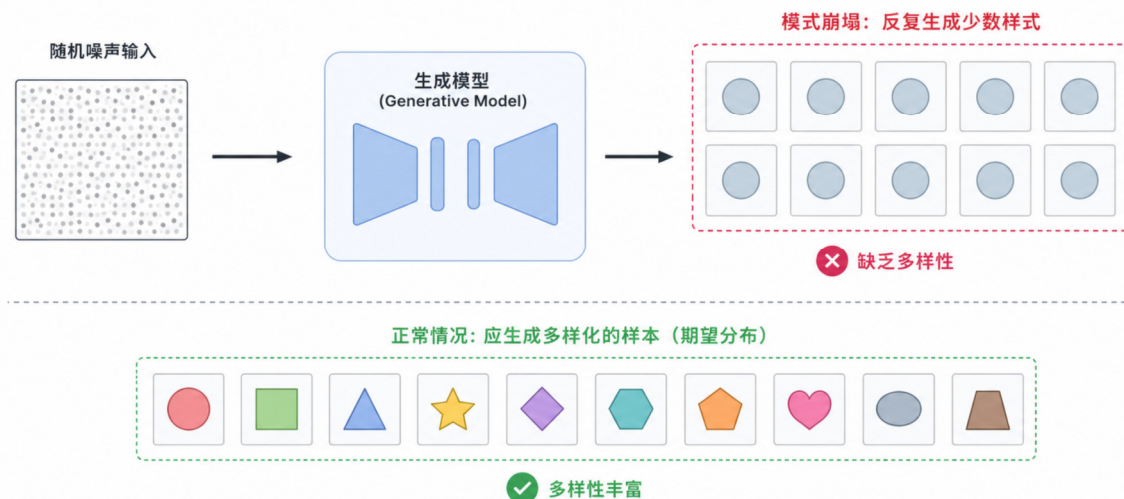 模式崩塌：反复生成少数样式
随机噪声输入
生成模型
(Generative Model)
缺乏多样性
正常情况: 应生成多样化的样本（期望分布）
多样性丰富